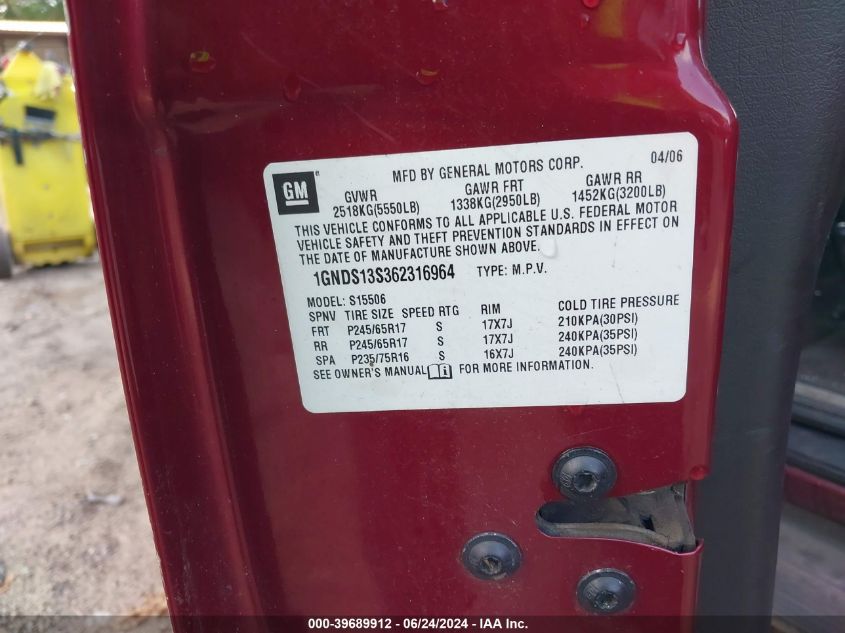 GM
MFD BY GENERAL MOTORS CORP. 04/06
GVWR GAWR FRT GAWR RR
2518KG(5550LB) 1338KG(2950LB) 1452KG(3200LB)
THIS VEHICLE CONFORMS TO ALL APPLICABLE U.S. FEDERAL MOTOR
VEHICLE SAFETY AND THEFT PREVENTION STANDARDS IN EFFECT ON
THE DATE OF MANUFACTURE SHOWN ABOVE.
1GNDS13S362316964 TYPE: M.P.V.
MODEL: S15506
SPNV TIRE SIZE SPEED RTG RIM COLD TIRE PRESSURE
FRT P245/65R17 S 17X7J 210KPA(30PSI)
RR P245/65R17 S 17X7J 240KPA(35PSI)
SPA P235/75R16 S 16X7J 240KPA(35PSI)
SEE OWNER'S MANUAL FOR MORE INFORMATION.
000-39689912 - 06/24/2024 - IAA Inc.